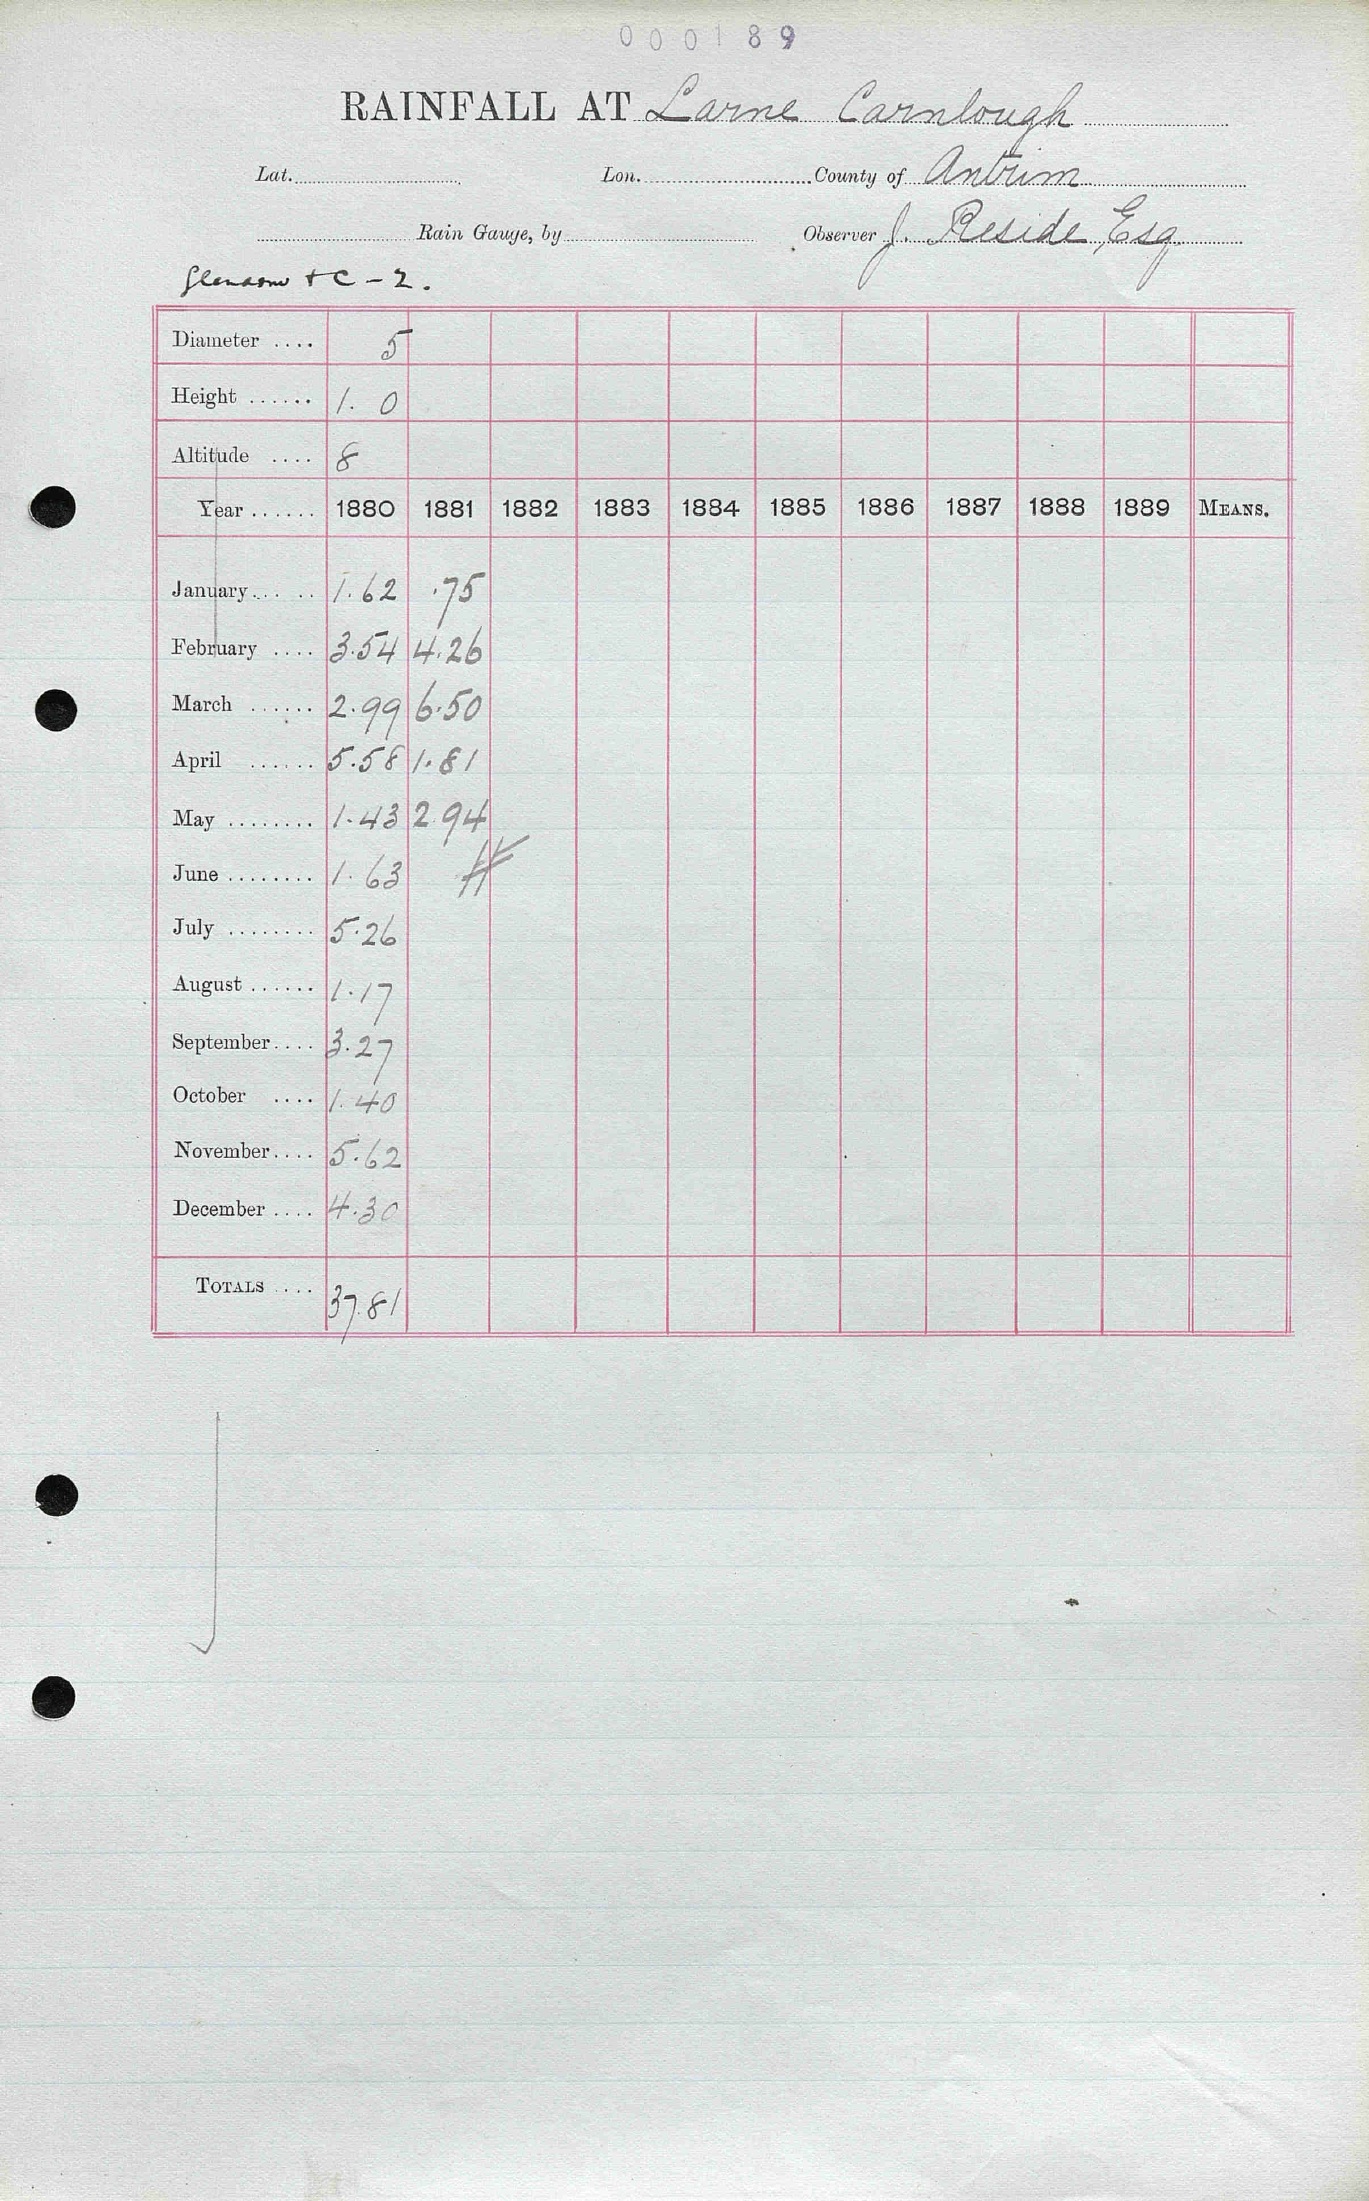 000189
RAINFALL AT Larne Carnlough
Lat. Lon. County of Antrim
Rain Gauge, by Observer J. Reside Esq
+ C - 2.
Diameter .... 5
Height ...... 1. 0
Altitude .... 8
Year ...... 1880 1881 1882 1883 1884 1885 1886 1887 1888 1889 MEANS.
January.. .. 1.62 .75
February .... 3.54 4.26
March ...... 2.99 6.50
April ...... 5.58 1.81
May ........ 1.43 2.94
June ........ 1.63
July ........ 5.26
August ...... 1.17
September.... 3.27
October .... 1.40
November.... 5.62
December .... 4.30
TOTALS .... 37.81